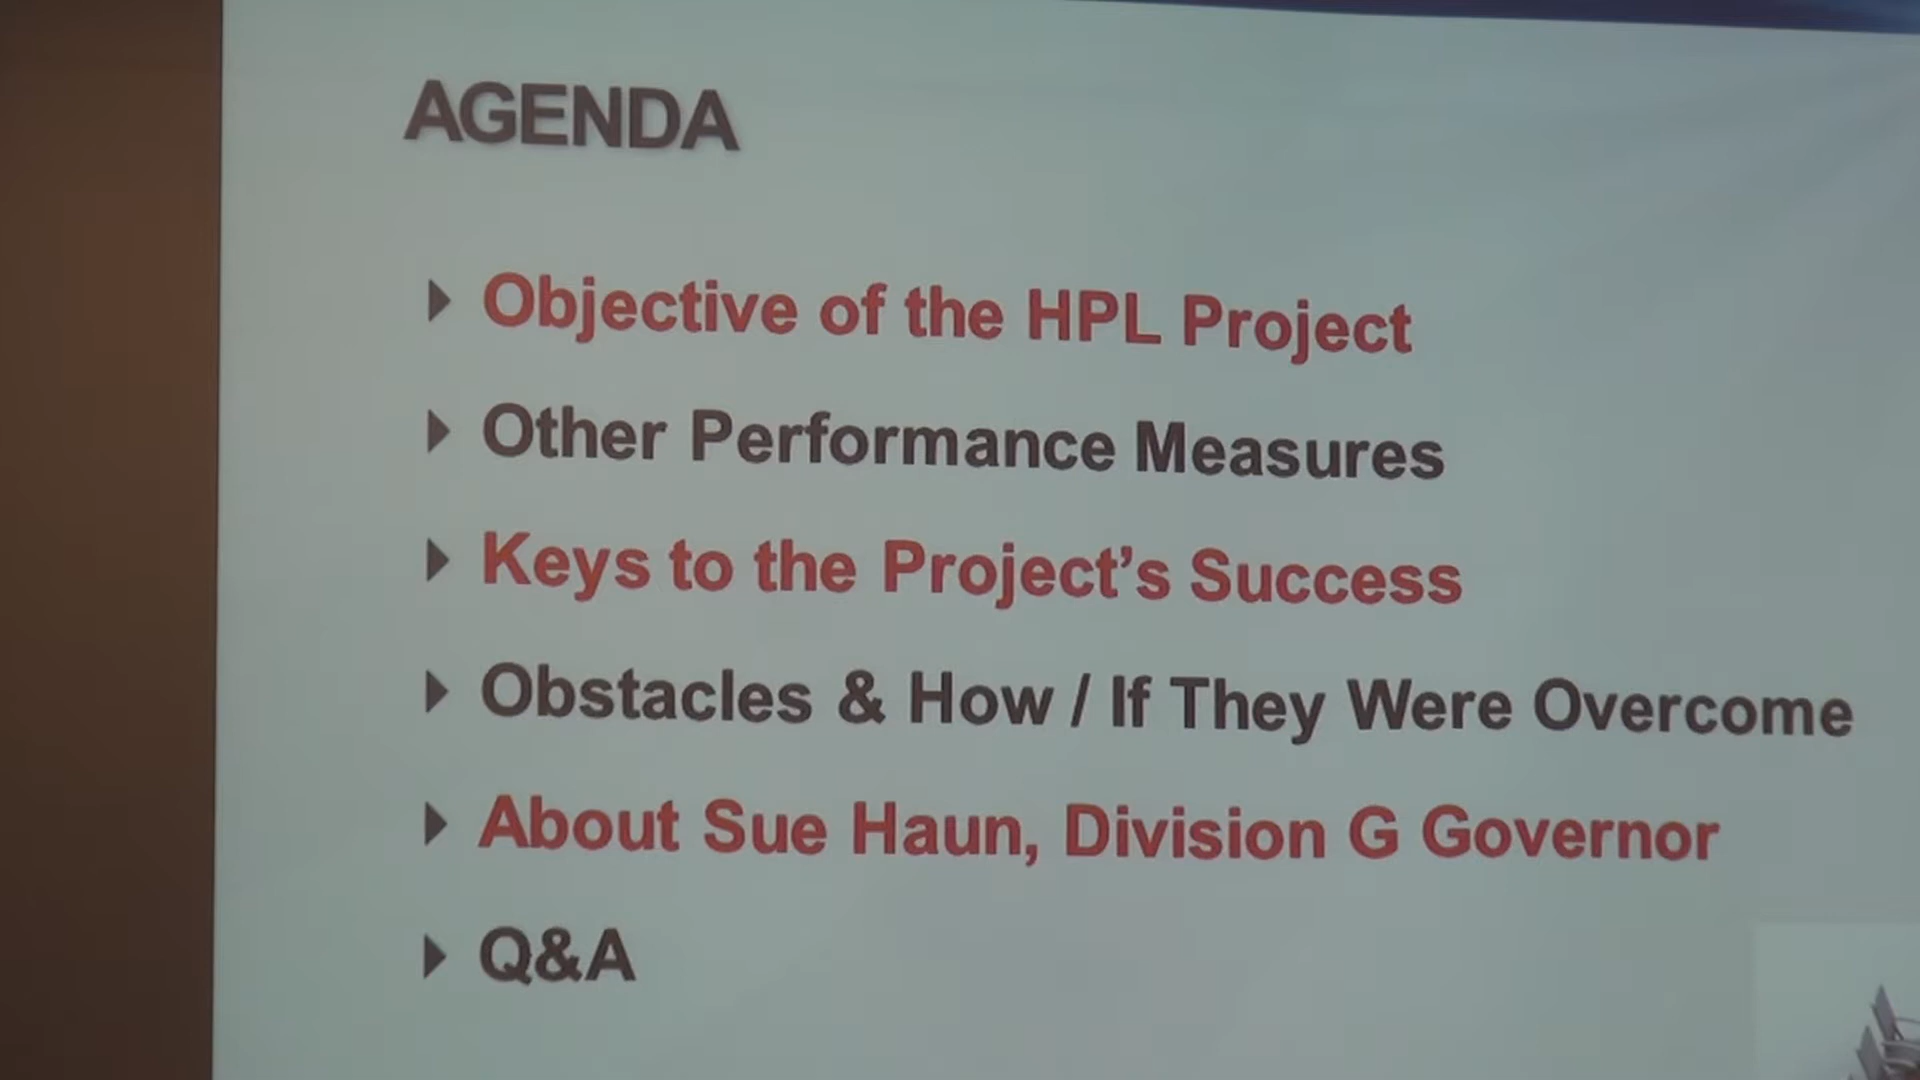 AGENDA
Objective of the HPL Project
Other Performance Measures
Keys to the Project’s Success
Obstacles & How / If They Were Overcome
About Sue Haun, Division G Governor
Q&A